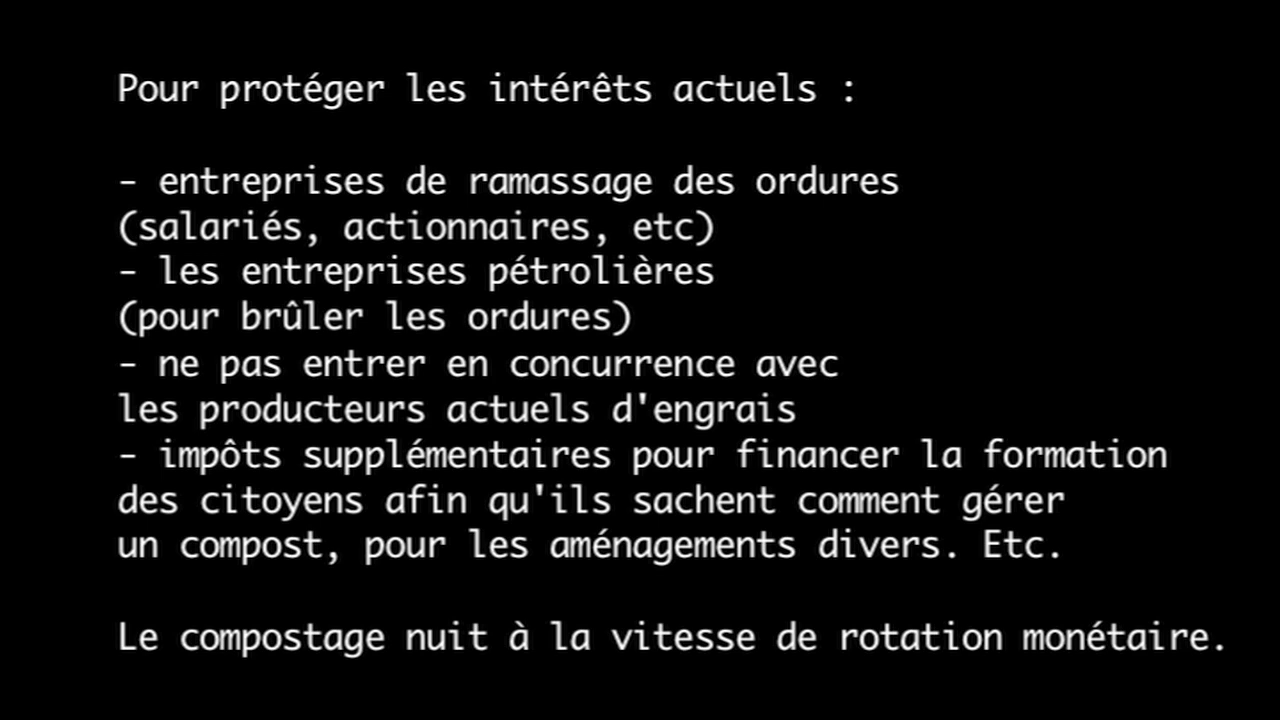 Pour protéger les intérêts actuels :
- entreprises de ramassage des ordures
(salariés, actionnaires, etc)
- les entreprises pétrolières
(pour brûler les ordures)
- ne pas entrer en concurrence avec
les producteurs actuels d'engrais
- impôts supplémentaires pour financer la formation
des citoyens afin qu'ils sachent comment gérer
un compost, pour les aménagements divers. Etc.
Le compostage nuit à la vitesse de rotation monétaire.